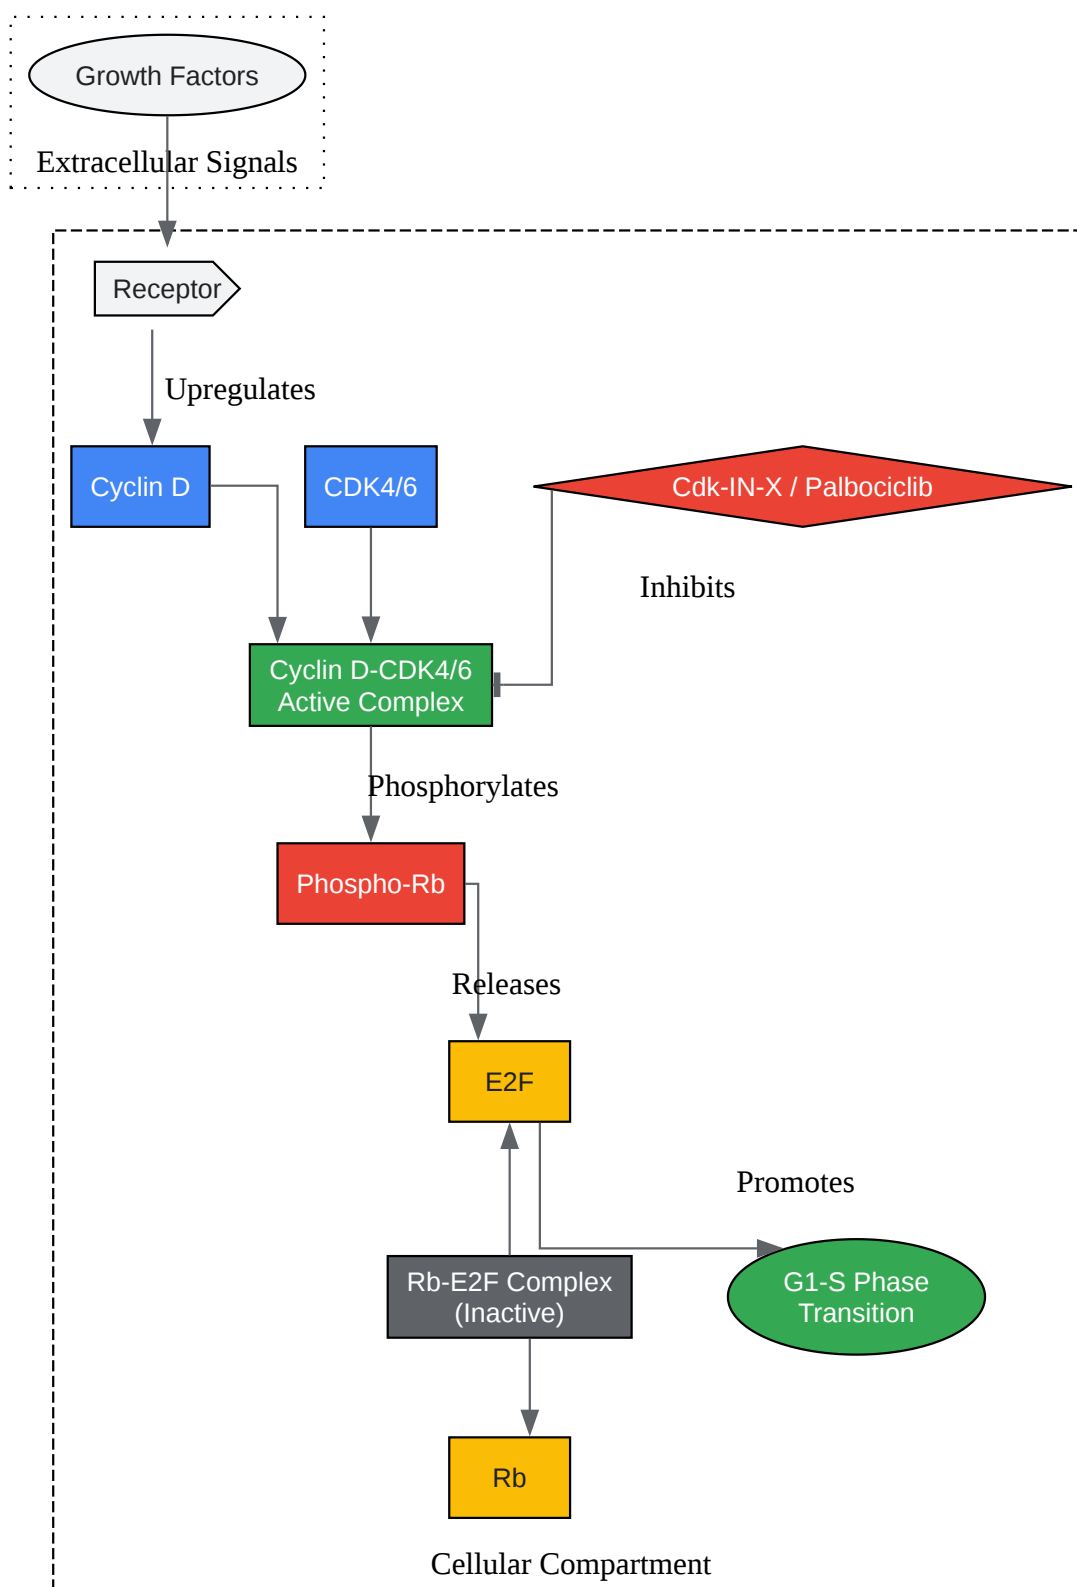 Growth Factors
Extracellular Signals
Receptor
Upregulates
Cyclin D
CDK4/6
Cdk-IN-X / Palbociclib
Inhibits
Cyclin D-CDK4/6
Active Complex
Phosphorylates
Phospho-Rb
Releases
E2F
Promotes
Rb-E2F Complex
(Inactive)
G1-S Phase
Transition
Rb
Cellular Compartment